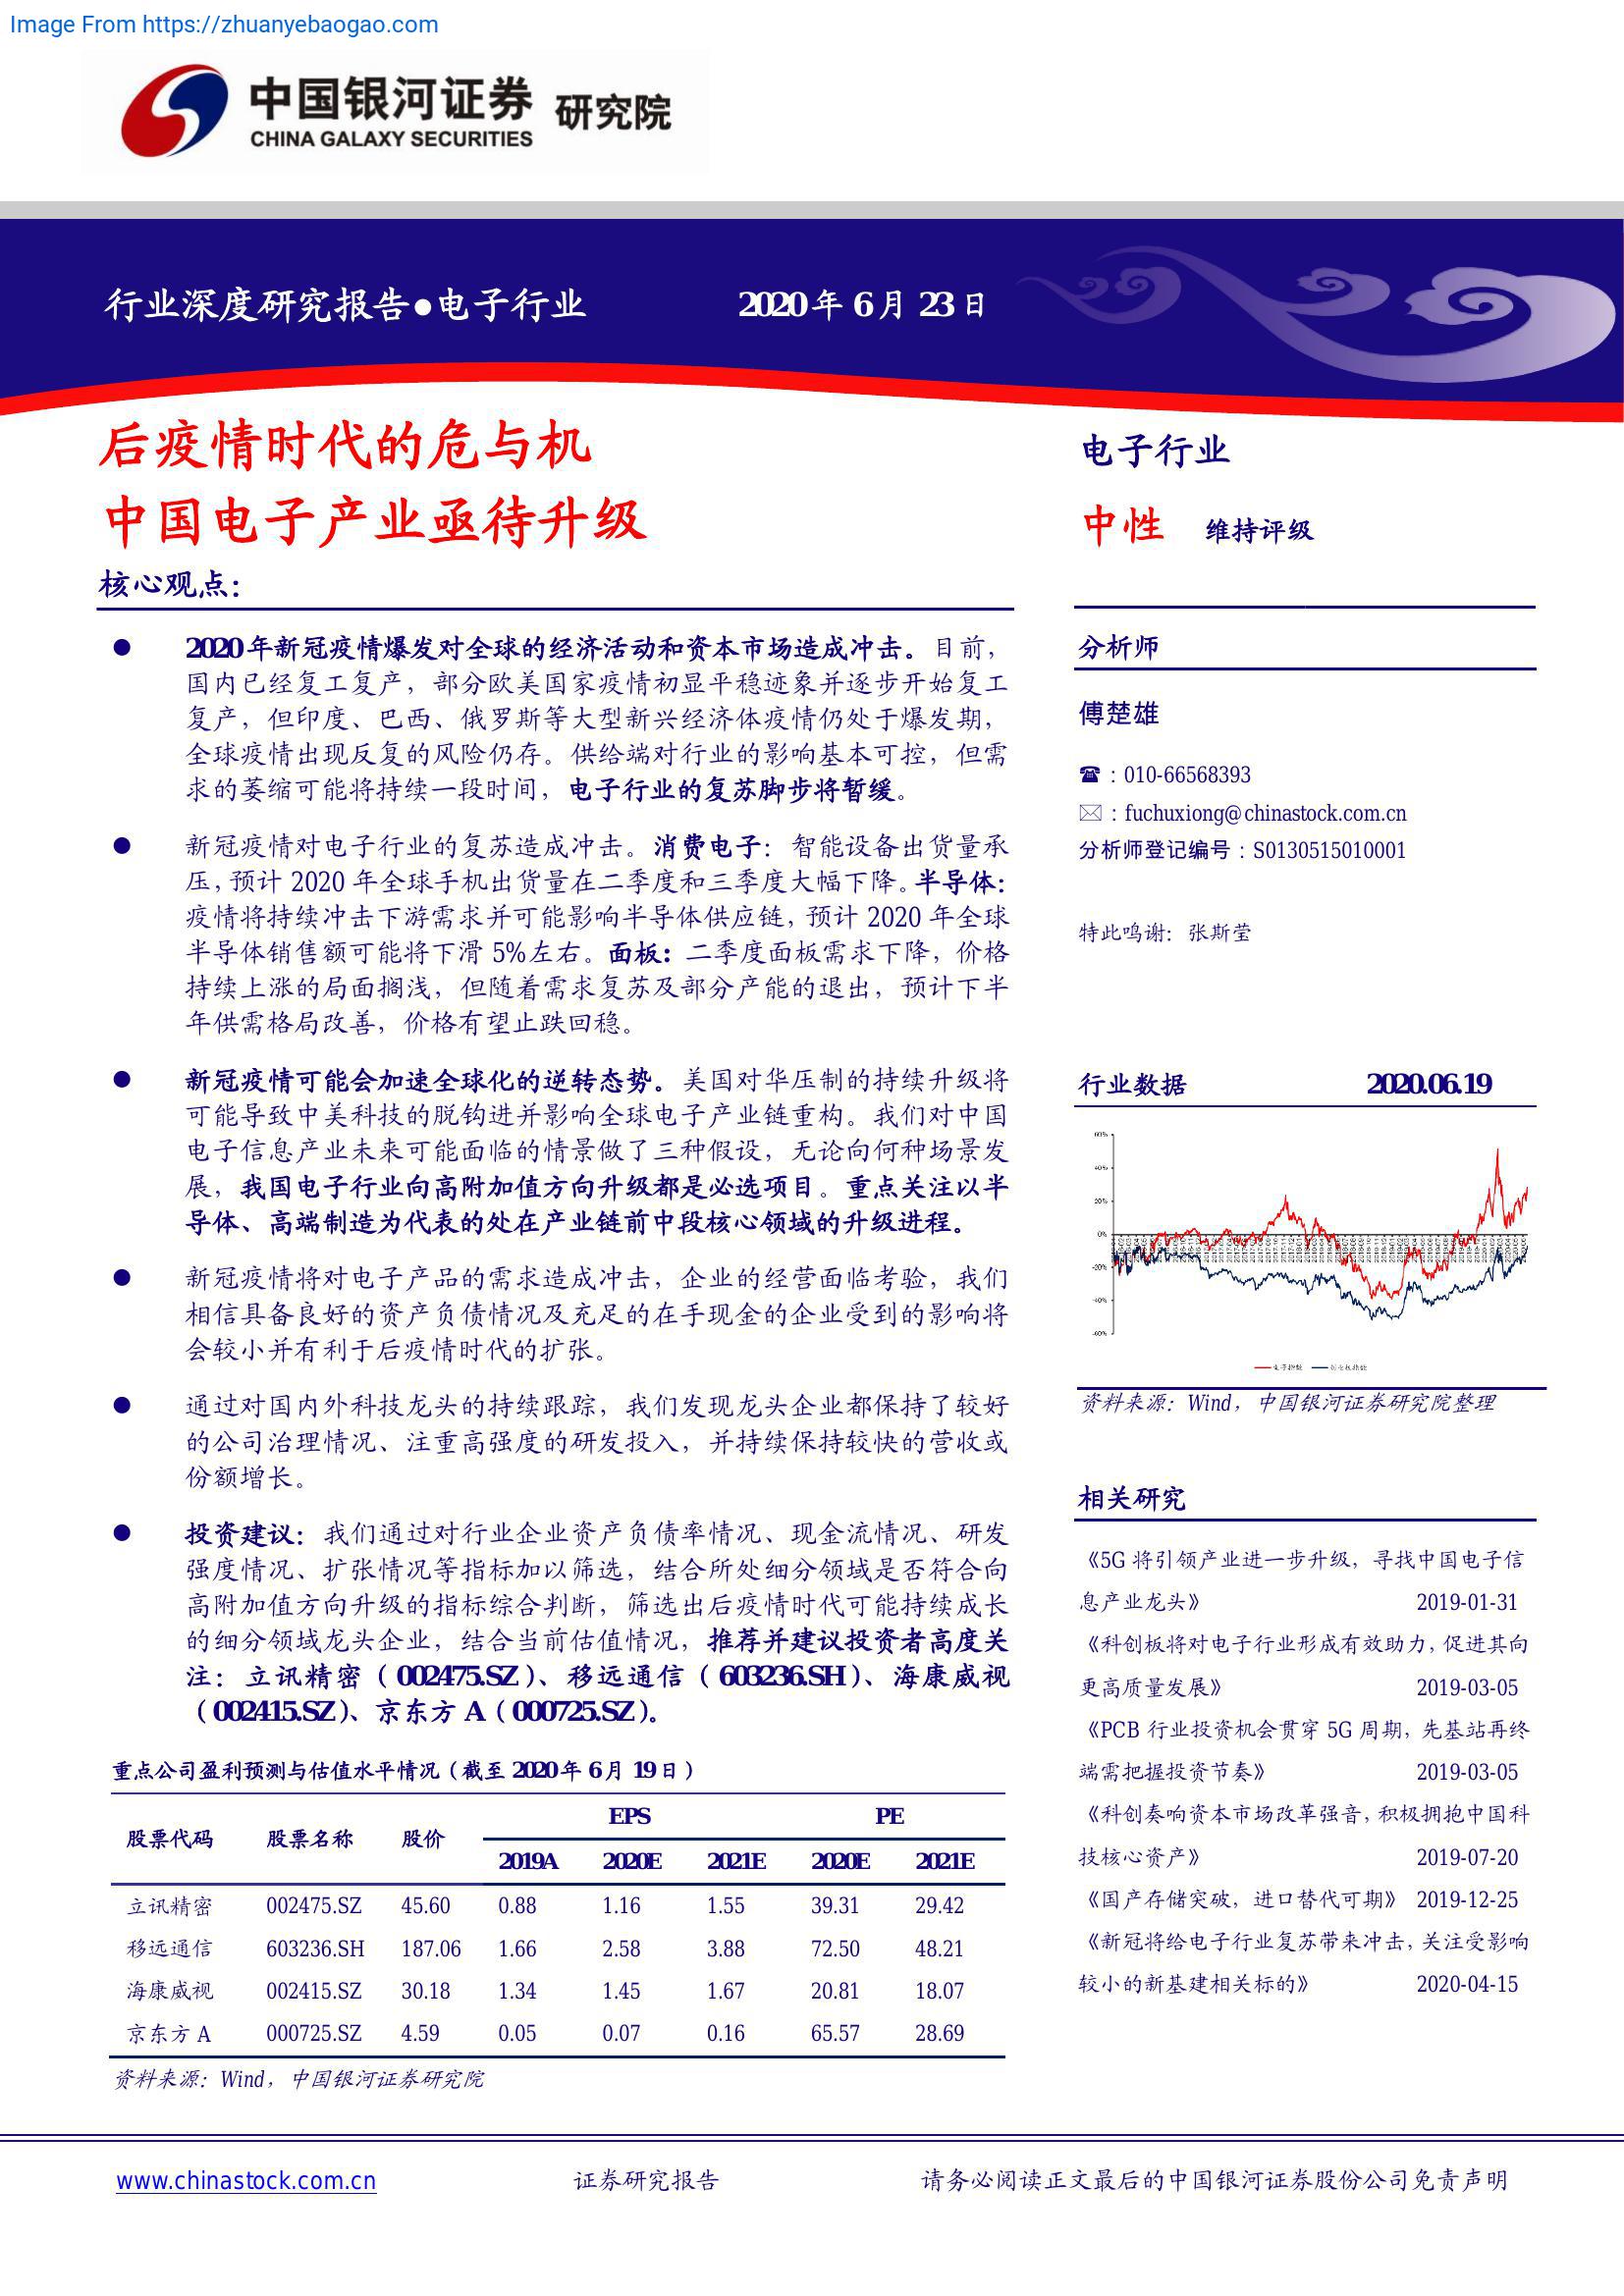 Image From https://zhuanyebaogao.com
中国银河证券 研究院
CHINA GALAXY SECURITIES
行业深度研究报告●电子行业 2020年6月23日
后疫情时代的危与机
中国电子产业亟待升级
核心观点：
● 2020年新冠疫情爆发对全球的经济活动和资本市场造成冲击。目前，
国内已经复工复产，部分欧美国家疫情初显平稳迹象并逐步开始复工
复产，但印度、巴西、俄罗斯等大型新兴经济体疫情仍处于爆发期，
全球疫情出现反复的风险仍存。供给端对行业的影响基本可控，但需
求的萎缩可能将持续一段时间，电子行业的复苏脚步将暂缓。
● 新冠疫情对电子行业的复苏造成冲击。消费电子：智能设备出货量承
压，预计 2020 年全球手机出货量在二季度和三季度大幅下降。半导体：
疫情将持续冲击下游需求并可能影响半导体供应链，预计 2020 年全球
半导体销售额可能将下滑 5%左右。面板：二季度面板需求下降，价格
持续上涨的局面搁浅，但随着需求复苏及部分产能的退出，预计下半
年供需格局改善，价格有望止跌回稳。
● 新冠疫情可能会加速全球化的逆转态势。美国对华压制的持续升级将
可能导致中美科技的脱钩进并影响全球电子产业链重构。我们对中国
电子信息产业未来可能面临的情景做了三种假设，无论向何种场景发
展，我国电子行业向高附加值方向升级都是必选项目。重点关注以半
导体、高端制造为代表的处在产业链前中段核心领域的升级进程。
● 新冠疫情将对电子产品的需求造成冲击，企业的经营面临考验，我们
相信具备良好的资产负债情况及充足的在手现金的企业受到的影响将
会较小并有利于后疫情时代的扩张。
● 通过对国内外科技龙头的持续跟踪，我们发现龙头企业都保持了较好
的公司治理情况、注重高强度的研发投入，并持续保持较快的营收或
份额增长。
● 投资建议：我们通过对行业企业资产负债率情况、现金流情况、研发
强度情况、扩张情况等指标加以筛选，结合所处细分领域是否符合向
高附加值方向升级的指标综合判断，筛选出后疫情时代可能持续成长
的细分领域龙头企业，结合当前估值情况，推荐并建议投资者高度关
注：立讯精密（002475.SZ）、移远通信（603236.SH）、海康威视
（002415.SZ）、京东方 A（000725.SZ）。
重点公司盈利预测与估值水平情况（截至 2020年 6月 19日）
股票代码 股票名称 股价 EPS PE
2019A 2020E 2021E 2020E 2021E
立讯精密 002475.SZ 45.60 0.88 1.16 1.55 39.31 29.42
移远通信 603236.SH 187.06 1.66 2.58 3.88 72.50 48.21
海康威视 002415.SZ 30.18 1.34 1.45 1.67 20.81 18.07
京东方 A 000725.SZ 4.59 0.05 0.07 0.16 65.57 28.69
资料来源：Wind，中国银河证券研究院
电子行业
中性 维持评级
分析师
傅楚雄
☎：010-66568393
✉：fuchuxiong@chinastock.com.cn
分析师登记编号：S0130515010001
特此鸣谢：张斯莹
行业数据 2020.06.19
60%
40%
20%
0%
-20%
-40%
-60%
资料来源：Wind，中国银河证券研究院整理
相关研究
《5G 将引领产业进一步升级，寻找中国电子信
息产业龙头》 2019-01-31
《科创板将对电子行业形成有效助力，促进其向
更高质量发展》 2019-03-05
《PCB 行业投资机会贯穿 5G 周期，先基站再终
端需把握投资节奏》 2019-03-05
《科创奏响资本市场改革强音，积极拥抱中国科
技核心资产》 2019-07-20
《国产存储突破，进口替代可期》 2019-12-25
《新冠将给电子行业复苏带来冲击，关注受影响
较小的新基建相关标的》 2020-04-15
www.chinastock.com.cn 证券研究报告 请务必阅读正文最后的中国银河证券股份公司免责声明